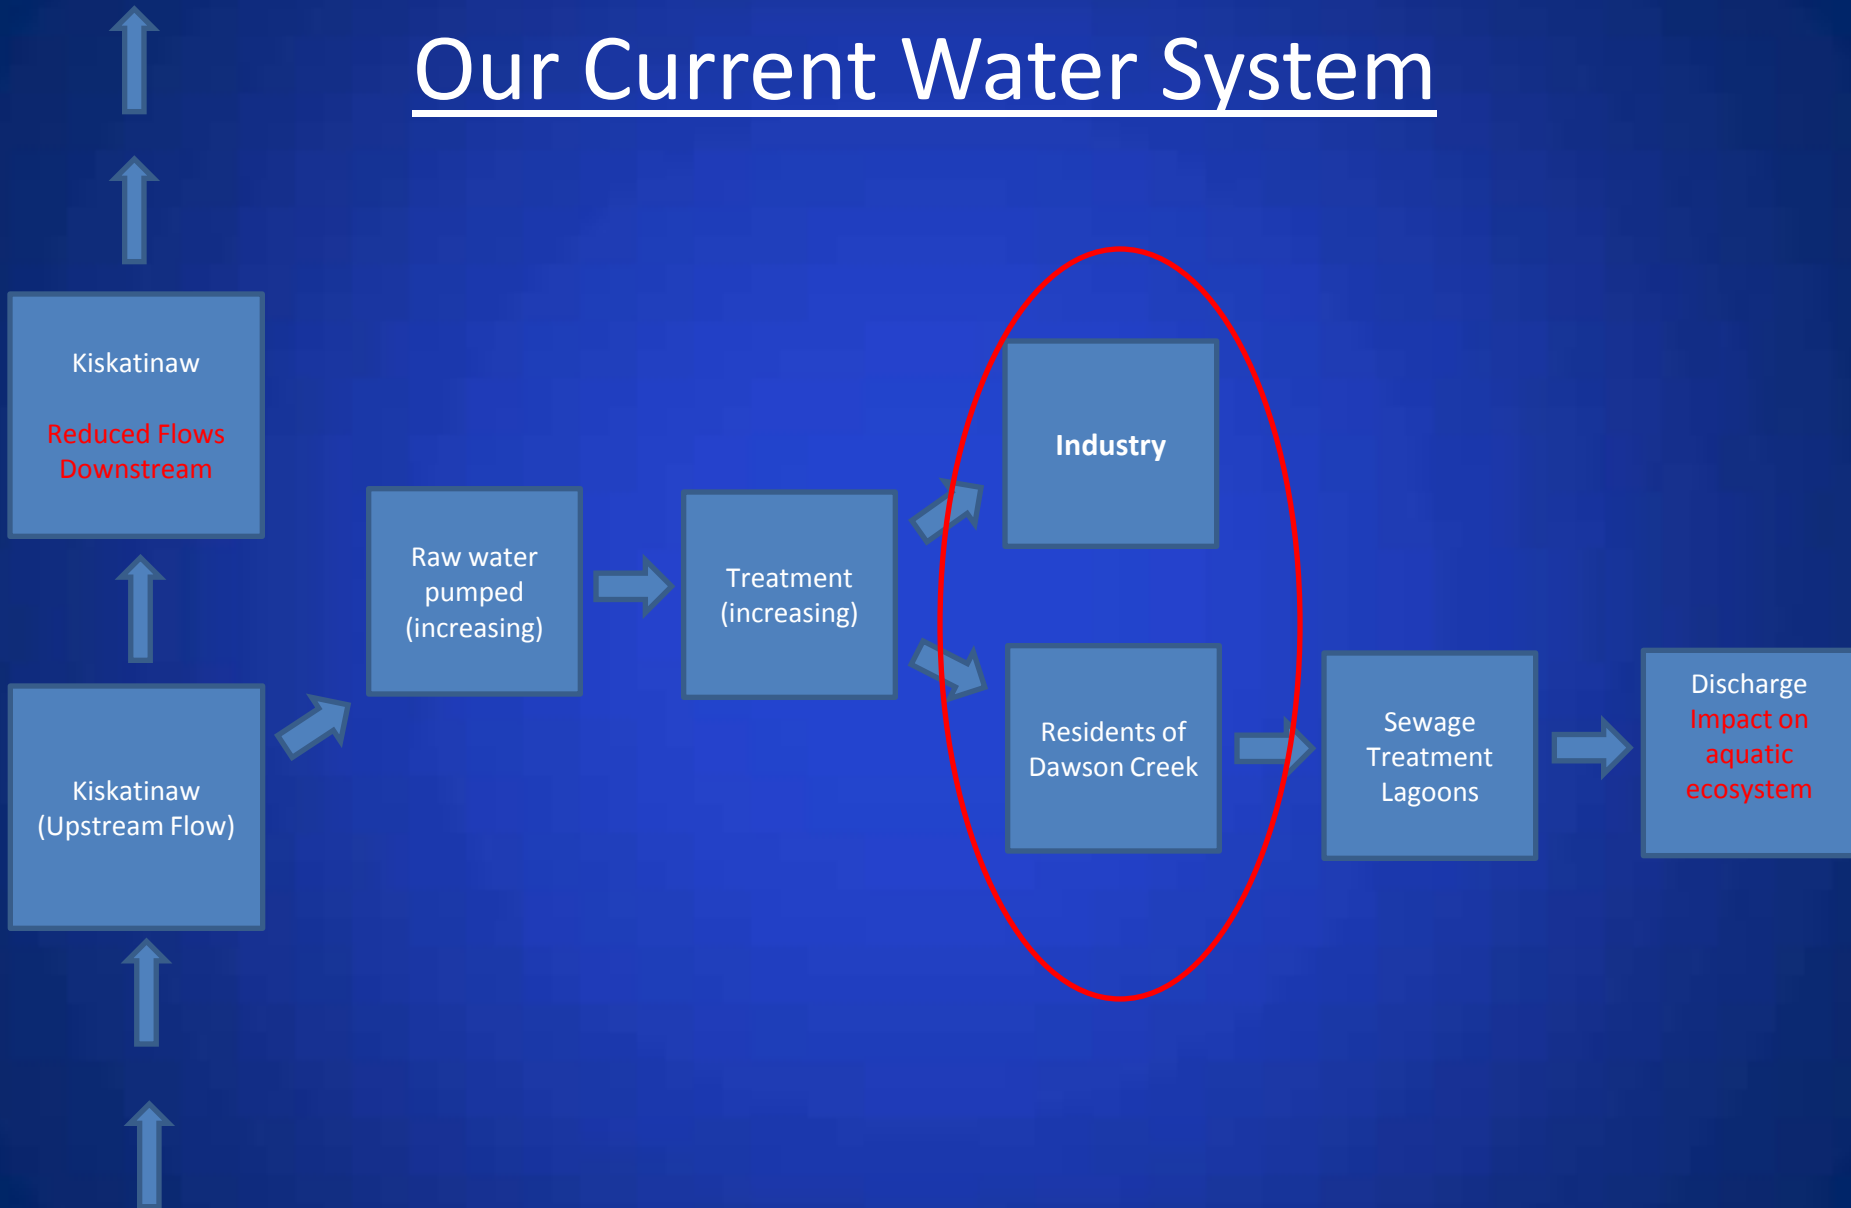 Our Current Water System
Kiskatinaw
Reduced Flows
Downstream
Kiskatinaw
(Upstream Flow)
Raw water
pumped
(increasing)
Treatment
(increasing)
Industry
Residents of
Dawson Creek
Sewage
Treatment
Lagoons
Discharge
Impact on
aquatic
ecosystem